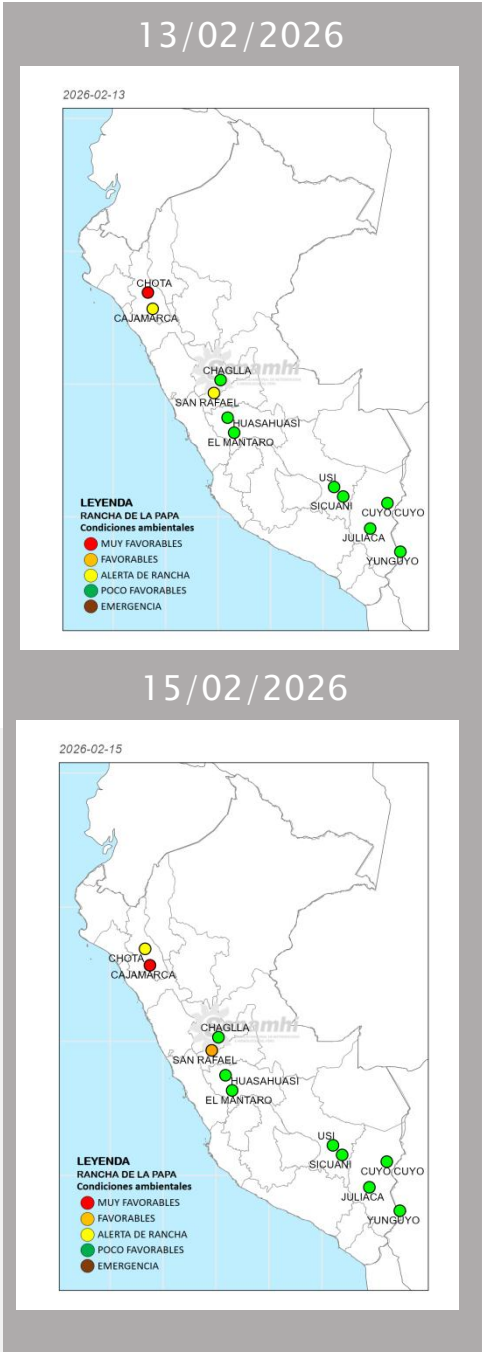 13/02/2026
2026-02-13
CHOTA
CAJAMARCA
CHAGLLA
SAN RAFAEL
HUASAHUASI
EL MANTARO
USI
SICUANI
CUYO CUYO
JULIACA
YUNGUYO
LEYENDA
RANCHA DE LA PAPA
Condiciones ambientales
MUY FAVORABLES
FAVORABLES
ALERTA DE RANCHA
POCO FAVORABLES
EMERGENCIA
15/02/2026
2026-02-15
CHOTA
CAJAMARCA
CHAGLLA
SAN RAFAEL
HUASAHUASI
EL MANTARO
USI
SICUANI
CUYO CUYO
JULIACA
YUNGUYO
LEYENDA
RANCHA DE LA PAPA
Condiciones ambientales
MUY FAVORABLES
FAVORABLES
ALERTA DE RANCHA
POCO FAVORABLES
EMERGENCIA